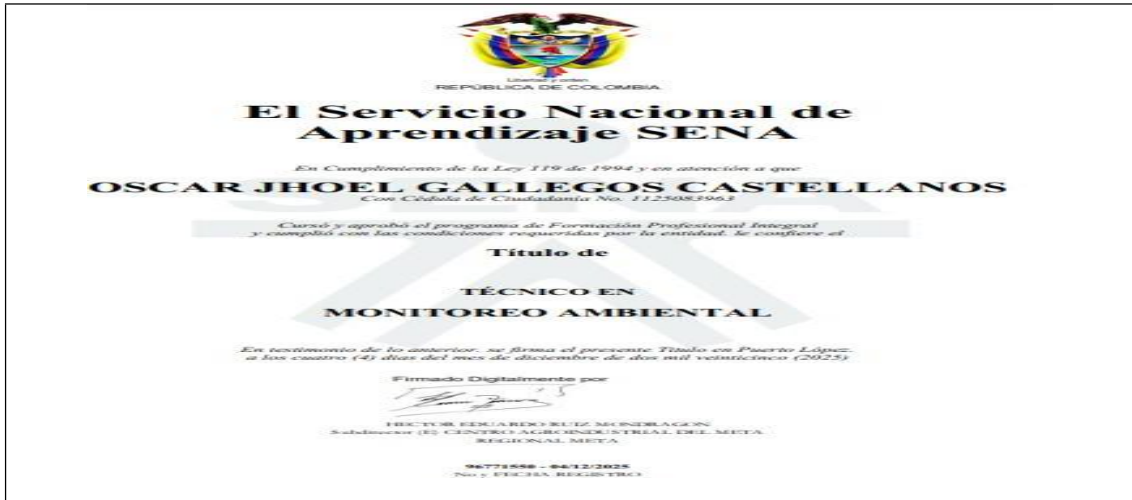 Libertad y orden
REPÚBLICA DE COLOMBIA
El Servicio Nacional de
Aprendizaje SENA
En Cumplimiento de la Ley 119 de 1994 y en atención a que
OSCAR JHOEL GALLEGOS CASTELLANOS
Con Cédula de Ciudadanía No. 1125083963
Cursó y aprobó el programa de Formación Profesional Integral
y cumplió con las condiciones requeridas por la entidad, le confiere el
Título de
TÉCNICO EN
MONITOREO AMBIENTAL
En testimonio de lo anterior, se firma el presente Título en Puerto López,
a los cuatro (4) días del mes de diciembre de dos mil veinticinco (2025)
Firmado Digitalmente por
HECTOR EDUARDO RUIZ MONDRAGON
Subdirector (E) CENTRO AGROINDUSTRIAL DEL META
REGIONAL META
96771550 - 04/12/2025
No y FECHA REGISTRO